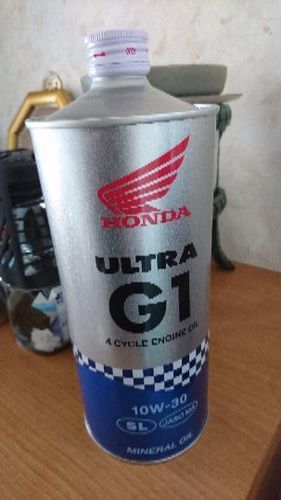 HONDA
ULTRA
G1
4 CYCLE ENGINE OIL
10W-30
SL JASO MA
MINERAL OIL